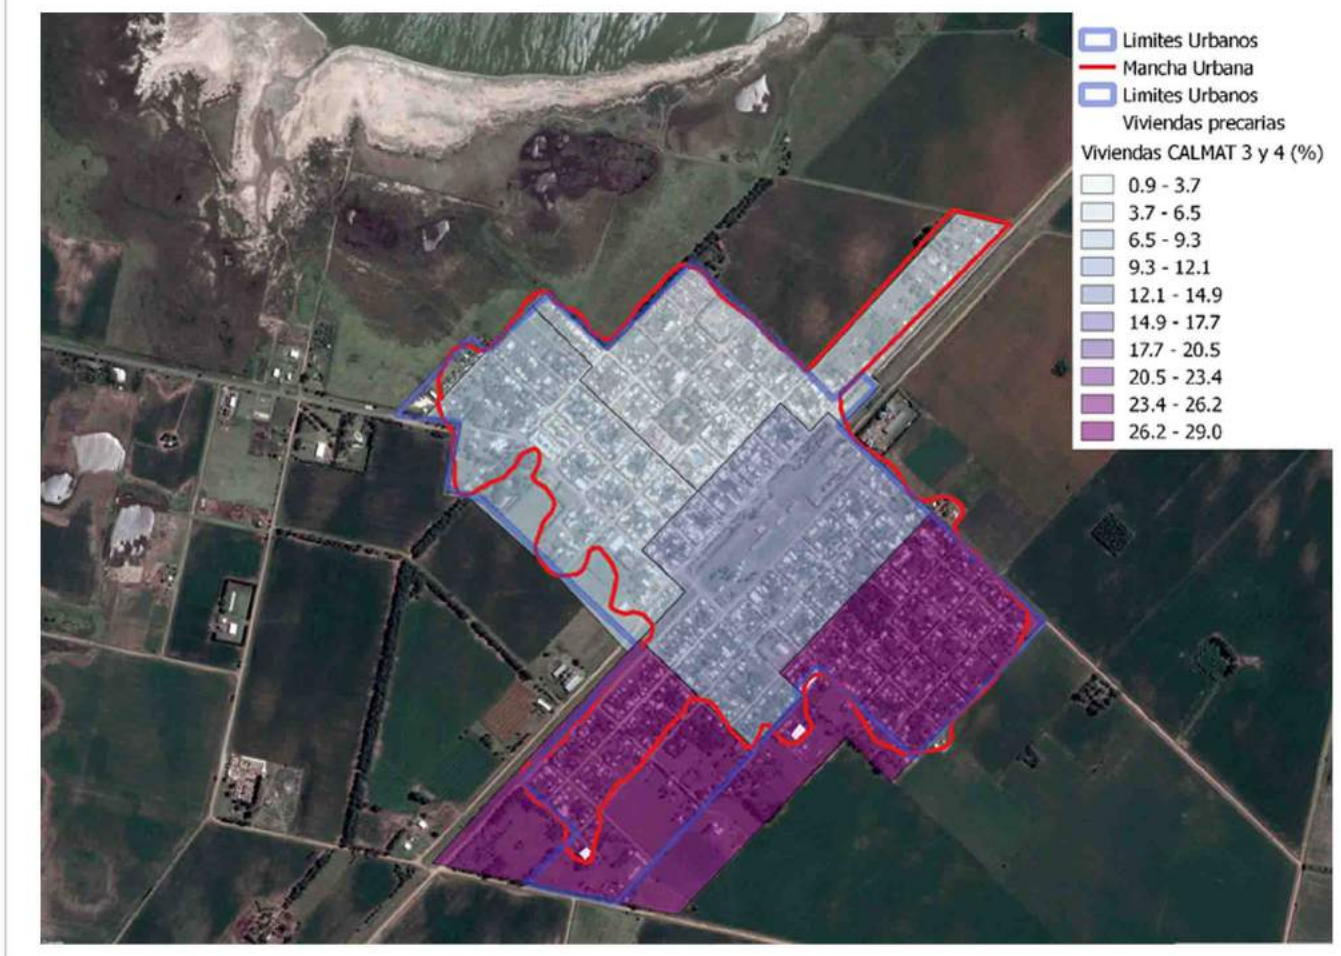 Limites Urbanos
Mancha Urbana
Limites Urbanos
Viviendas precarias
Viviendas CALMAT 3 y 4 (%)
0.9 - 3.7
3.7 - 6.5
6.5 - 9.3
9.3 - 12.1
12.1 - 14.9
14.9 - 17.7
17.7 - 20.5
20.5 - 23.4
23.4 - 26.2
26.2 - 29.0